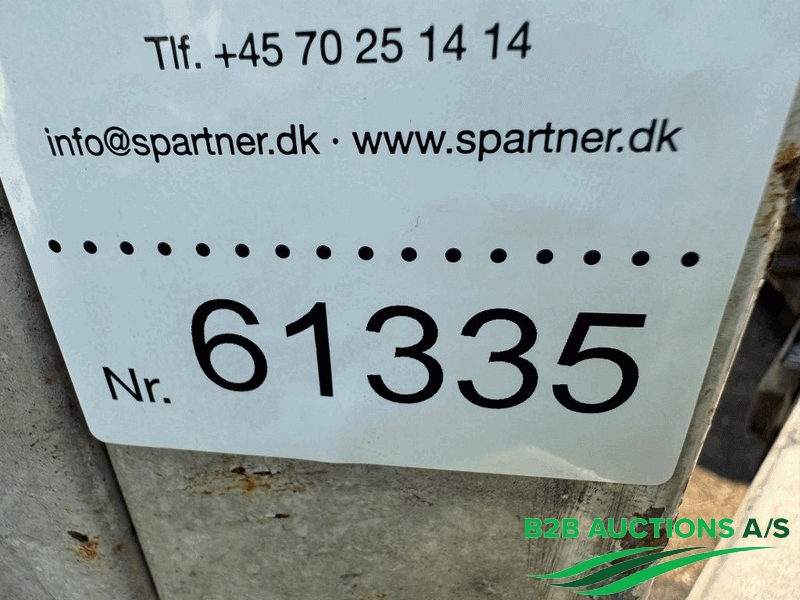 Tlf. +45 70 25 14 14
info@spartner.dk · www.spartner.dk
Nr. 61335
B2B AUCTIONS A/S